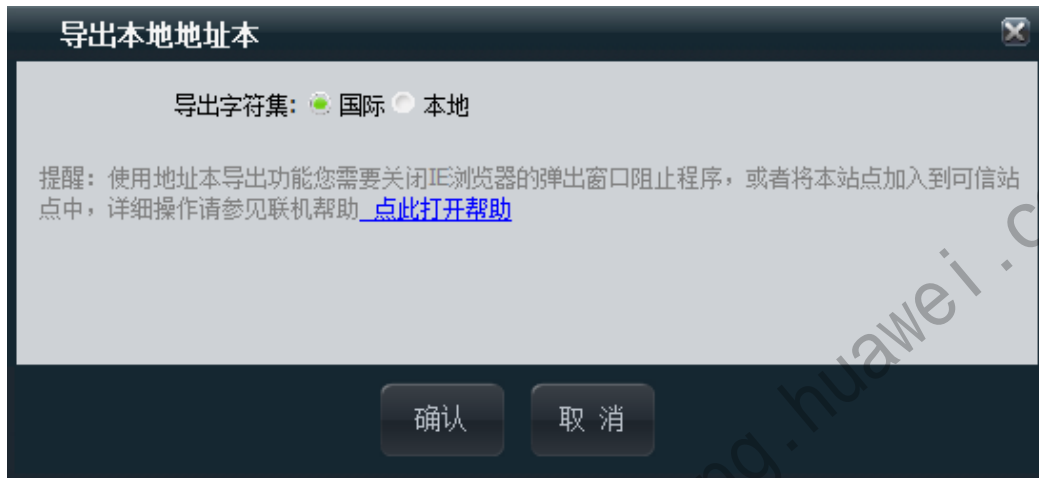 导出本地地址本
导出字符集: 国际 本地
提醒：使用地址本导出功能您需要关闭IE浏览器的弹出窗口阻止程序，或者将本站点加入到可信站
点中，详细操作请参见联机帮助 点此打开帮助
确认 取 消
ng.huawei.c